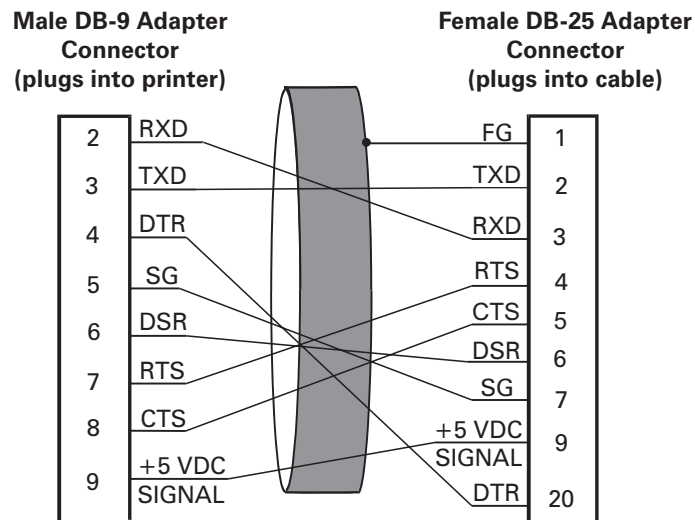 Male DB-9 Adapter
Connector
(plugs into printer)
Female DB-25 Adapter
Connector
(plugs into cable)
2 RXD
3 TXD
4 DTR
5 SG
6 DSR
7 RTS
8 CTS
9 +5 VDC
SIGNAL
FG 1
TXD 2
RXD 3
RTS 4
CTS 5
DSR 6
SG 7
+5 VDC 9
SIGNAL
DTR 20